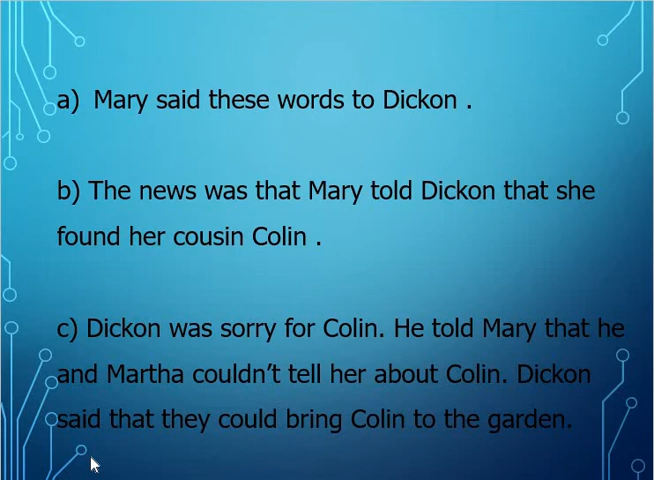 a) Mary said these words to Dickon .
b) The news was that Mary told Dickon that she
found her cousin Colin .
c) Dickon was sorry for Colin. He told Mary that he
and Martha couldn’t tell her about Colin. Dickon
said that they could bring Colin to the garden.